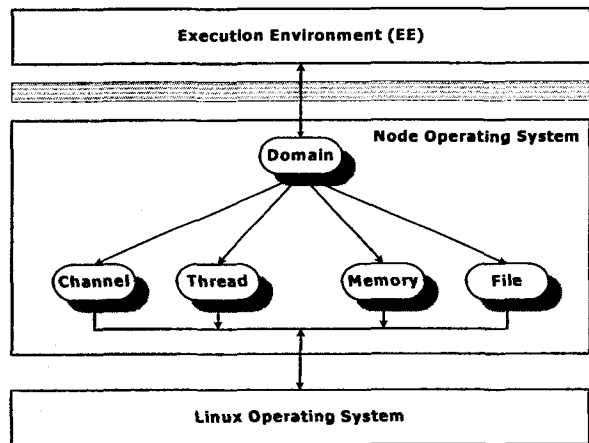 Execution Environment (EE)
Node Operating System
Domain
Channel
Thread
Memory
File
Linux Operating System